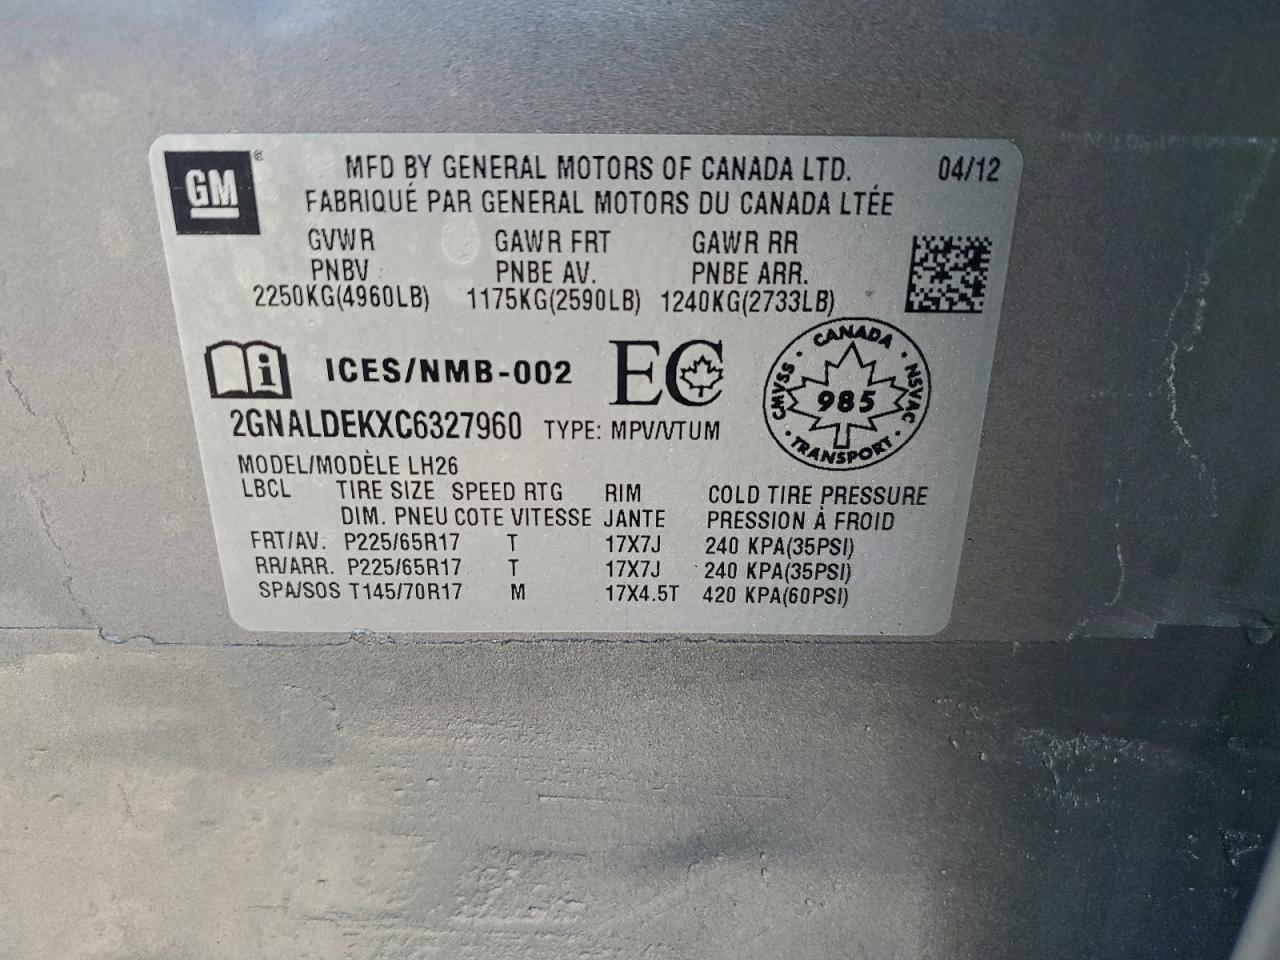 GM ® MFD BY GENERAL MOTORS OF CANADA LTD. 04/12
FABRIQUÉ PAR GENERAL MOTORS DU CANADA LTÉE
GVWR GAWR FRT GAWR RR
PNBV PNBE AV. PNBE ARR.
2250KG(4960LB) 1175KG(2590LB) 1240KG(2733LB)
i ICES/NMB-002 EC
CANADA · NSVAC · TRANSPORT · CMVSS ·
985
2GNALDEKXC6327960 TYPE: MPV/VTUM
MODEL/MODÈLE LH26
LBCL TIRE SIZE SPEED RTG RIM COLD TIRE PRESSURE
DIM. PNEU COTE VITESSE JANTE PRESSION À FROID
FRT/AV. P225/65R17 T 17X7J 240 KPA(35PSI)
RR/ARR. P225/65R17 T 17X7J 240 KPA(35PSI)
SPA/SOS T145/70R17 M 17X4.5T 420 KPA(60PSI)